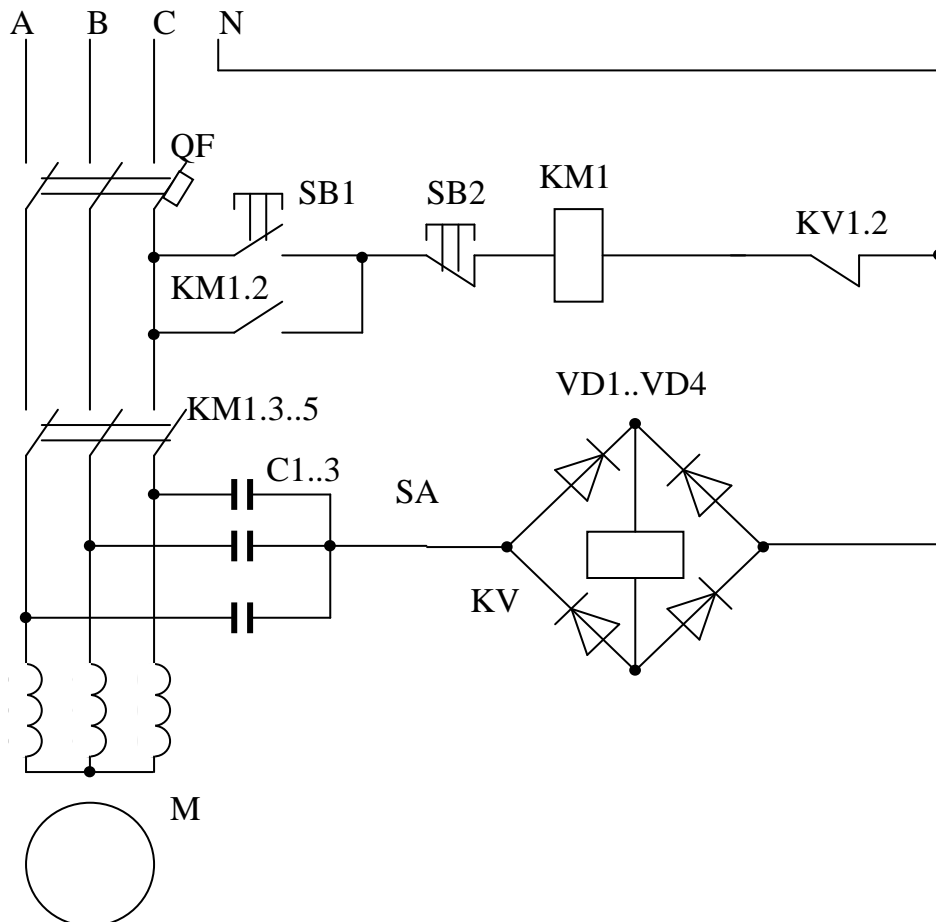 A B C N
QF
SB1 SB2 KM1
KV1.2
KM1.2
VD1..VD4
KM1.3..5
C1..3
SA
KV
M